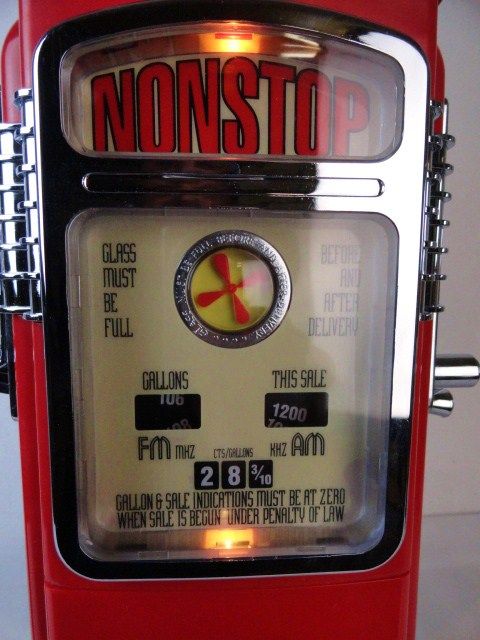 NONSTOP
GLASS
MUST
BE
FULL
BEFORE
AND
AFTER
DELIVERY
GALLONS
106
108
THIS SALE
1200
FM MHZ
CTS/GALLONS
KHZ AM
2 8 3/10
GALLON & SALE INDICATIONS MUST BE AT ZERO
WHEN SALE IS BEGUN UNDER PENALTY OF LAW